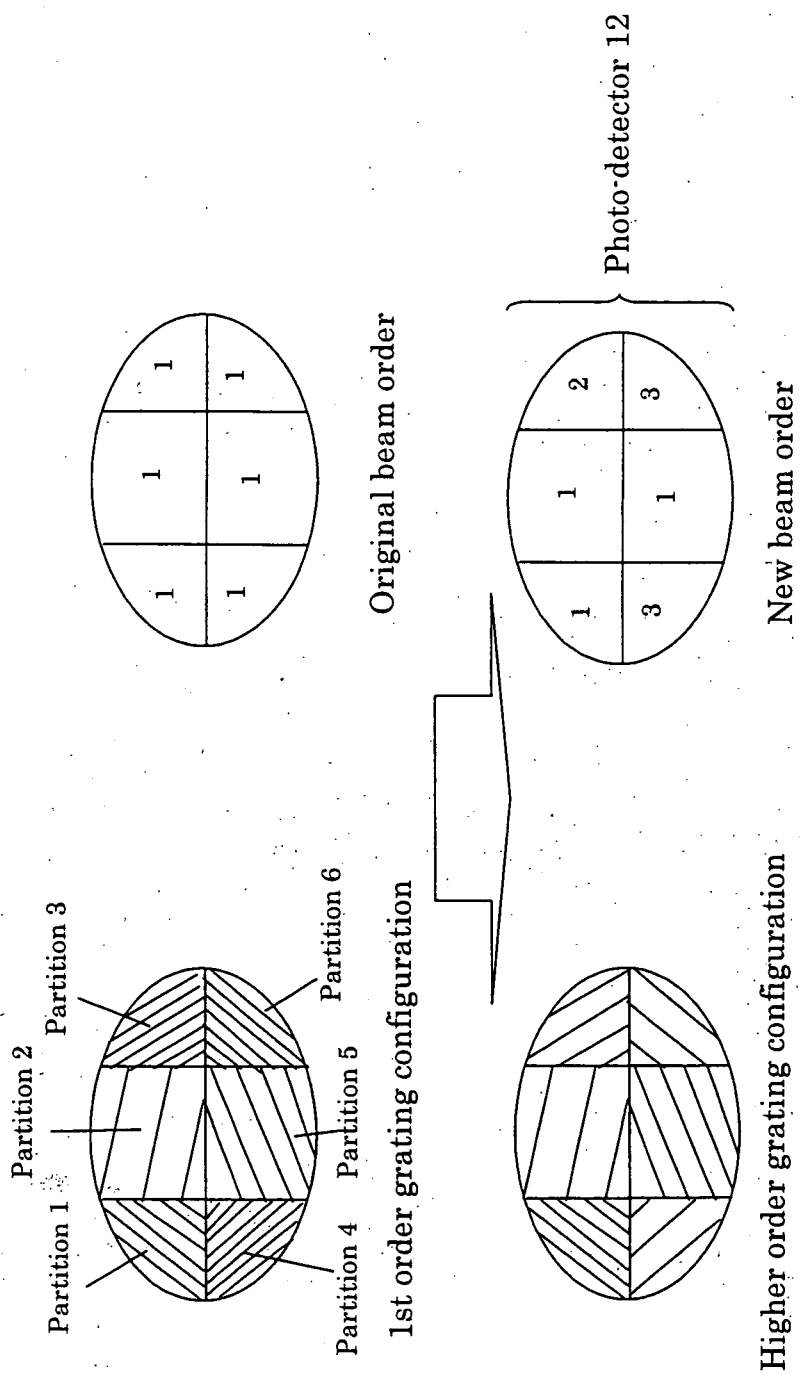 Partition 2
Partition 1
Partition 3
Partition 4
Partition 5
Partition 6
1st order grating configuration
1 1 1
1 1 1
Original beam order
Higher order grating configuration
1 1 2
3 1 3
Photo-detector 12
New beam order